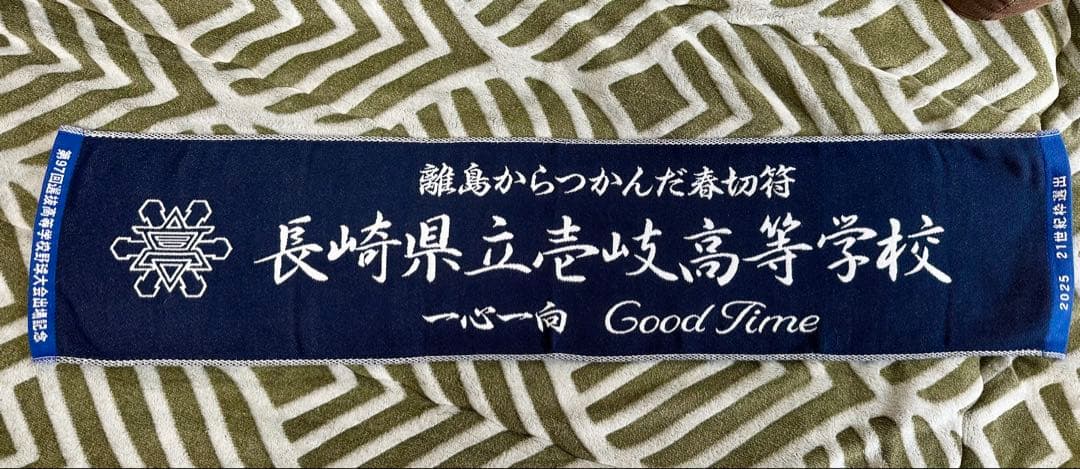 第97回選抜高等学校野球大会出場記念
離島からつかんだ春切符
長崎県立壱岐高等学校
一心一向 Good Time
2025 21世紀枠選出